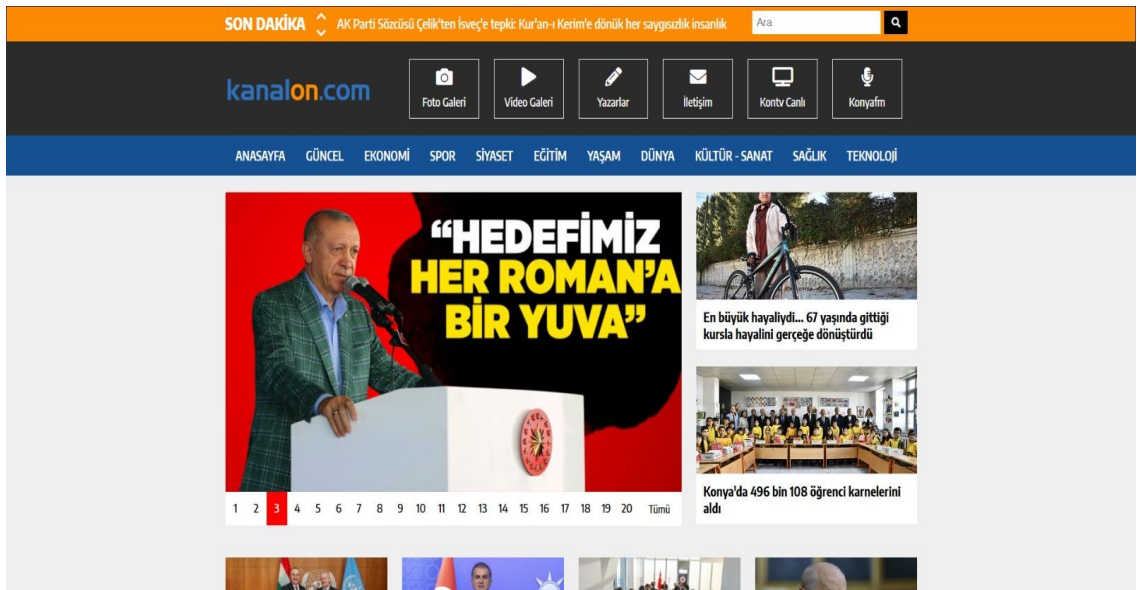 SON DAKİKA
AK Parti Sözcüsü Çelik'ten İsveç'e tepki: Kur'an-ı Kerim'e dönük her saygısızlık insanlık
Ara
kanalon.com
Foto Galeri
Video Galeri
Yazarlar
İletişim
Kontv Canlı
Konyafm
ANASAYFA GÜNCEL EKONOMİ SPOR SİYASET EĞİTİM YAŞAM DÜNYA KÜLTÜR - SANAT SAĞLIK TEKNOLOJİ
“HEDEFİMİZ
HER ROMAN’A
BİR YUVA”
1 2 3 4 5 6 7 8 9 10 11 12 13 14 15 16 17 18 19 20 Tümü
En büyük hayaliydi... 67 yaşında gittiği
kursla hayalini gerçeğe dönüştürdü
Konya'da 496 bin 108 öğrenci karnelerini
aldı